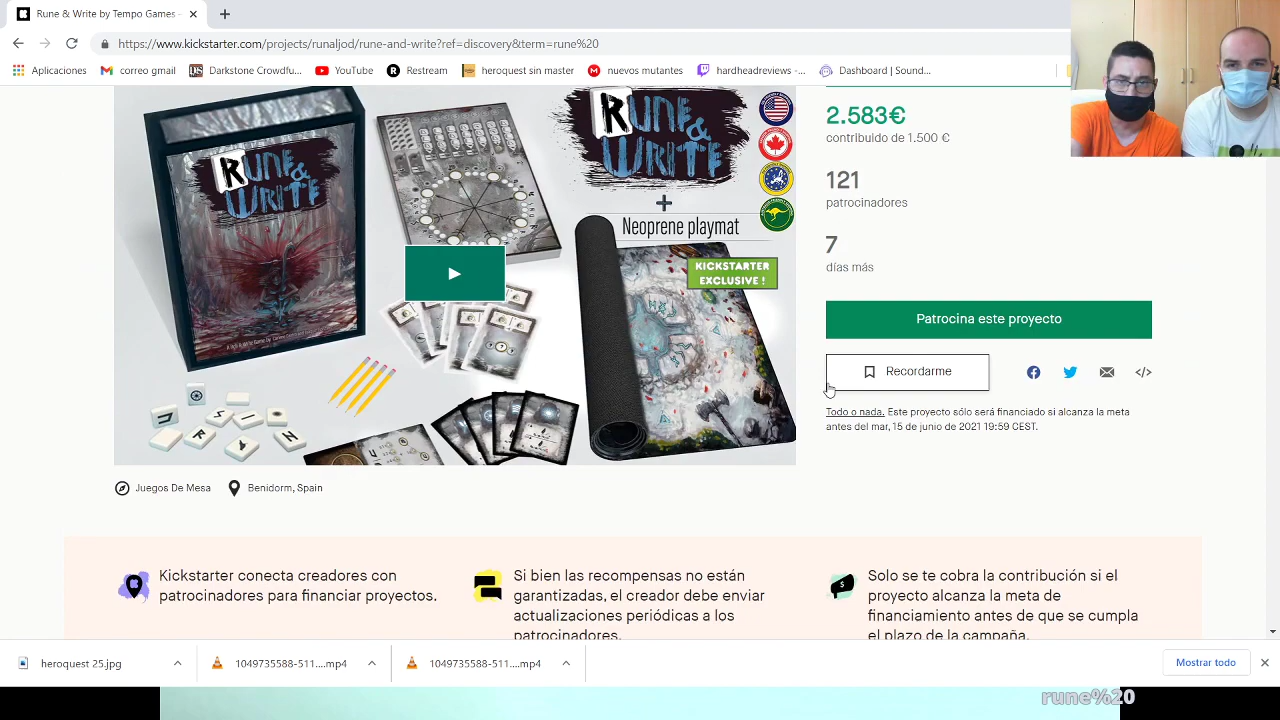 Rune & Write by Tempo Games -
https://www.kickstarter.com/projects/runaljod/rune-and-write?ref=discovery&term=rune%20
Aplicaciones
correo gmail
Darkstone Crowdfu...
YouTube
Restream
heroquest sin master
nuevos mutantes
hardheadreviews -...
Dashboard | Sound...
RUNE & WRITE
RUNE & WRITE
+
Neoprene playmat
KICKSTARTER
EXCLUSIVE !
2.583€
contribuido de 1.500 €
121
patrocinadores
7
días más
Patrocina este proyecto
Recordarme
Todo o nada. Este proyecto sólo será financiado si alcanza la meta
antes del mar, 15 de junio de 2021 19:59 CEST.
Juegos De Mesa
Benidorm, Spain
Kickstarter conecta creadores con
patrocinadores para financiar proyectos.
Si bien las recompensas no están
garantizadas, el creador debe enviar
actualizaciones periódicas a los
patrocinadores.
Solo se te cobra la contribución si el
proyecto alcanza la meta de
financiamiento antes de que se cumpla
el plazo de la campaña.
heroquest 25.jpg
1049735588-511....mp4
1049735588-511....mp4
Mostrar todo
rune%20